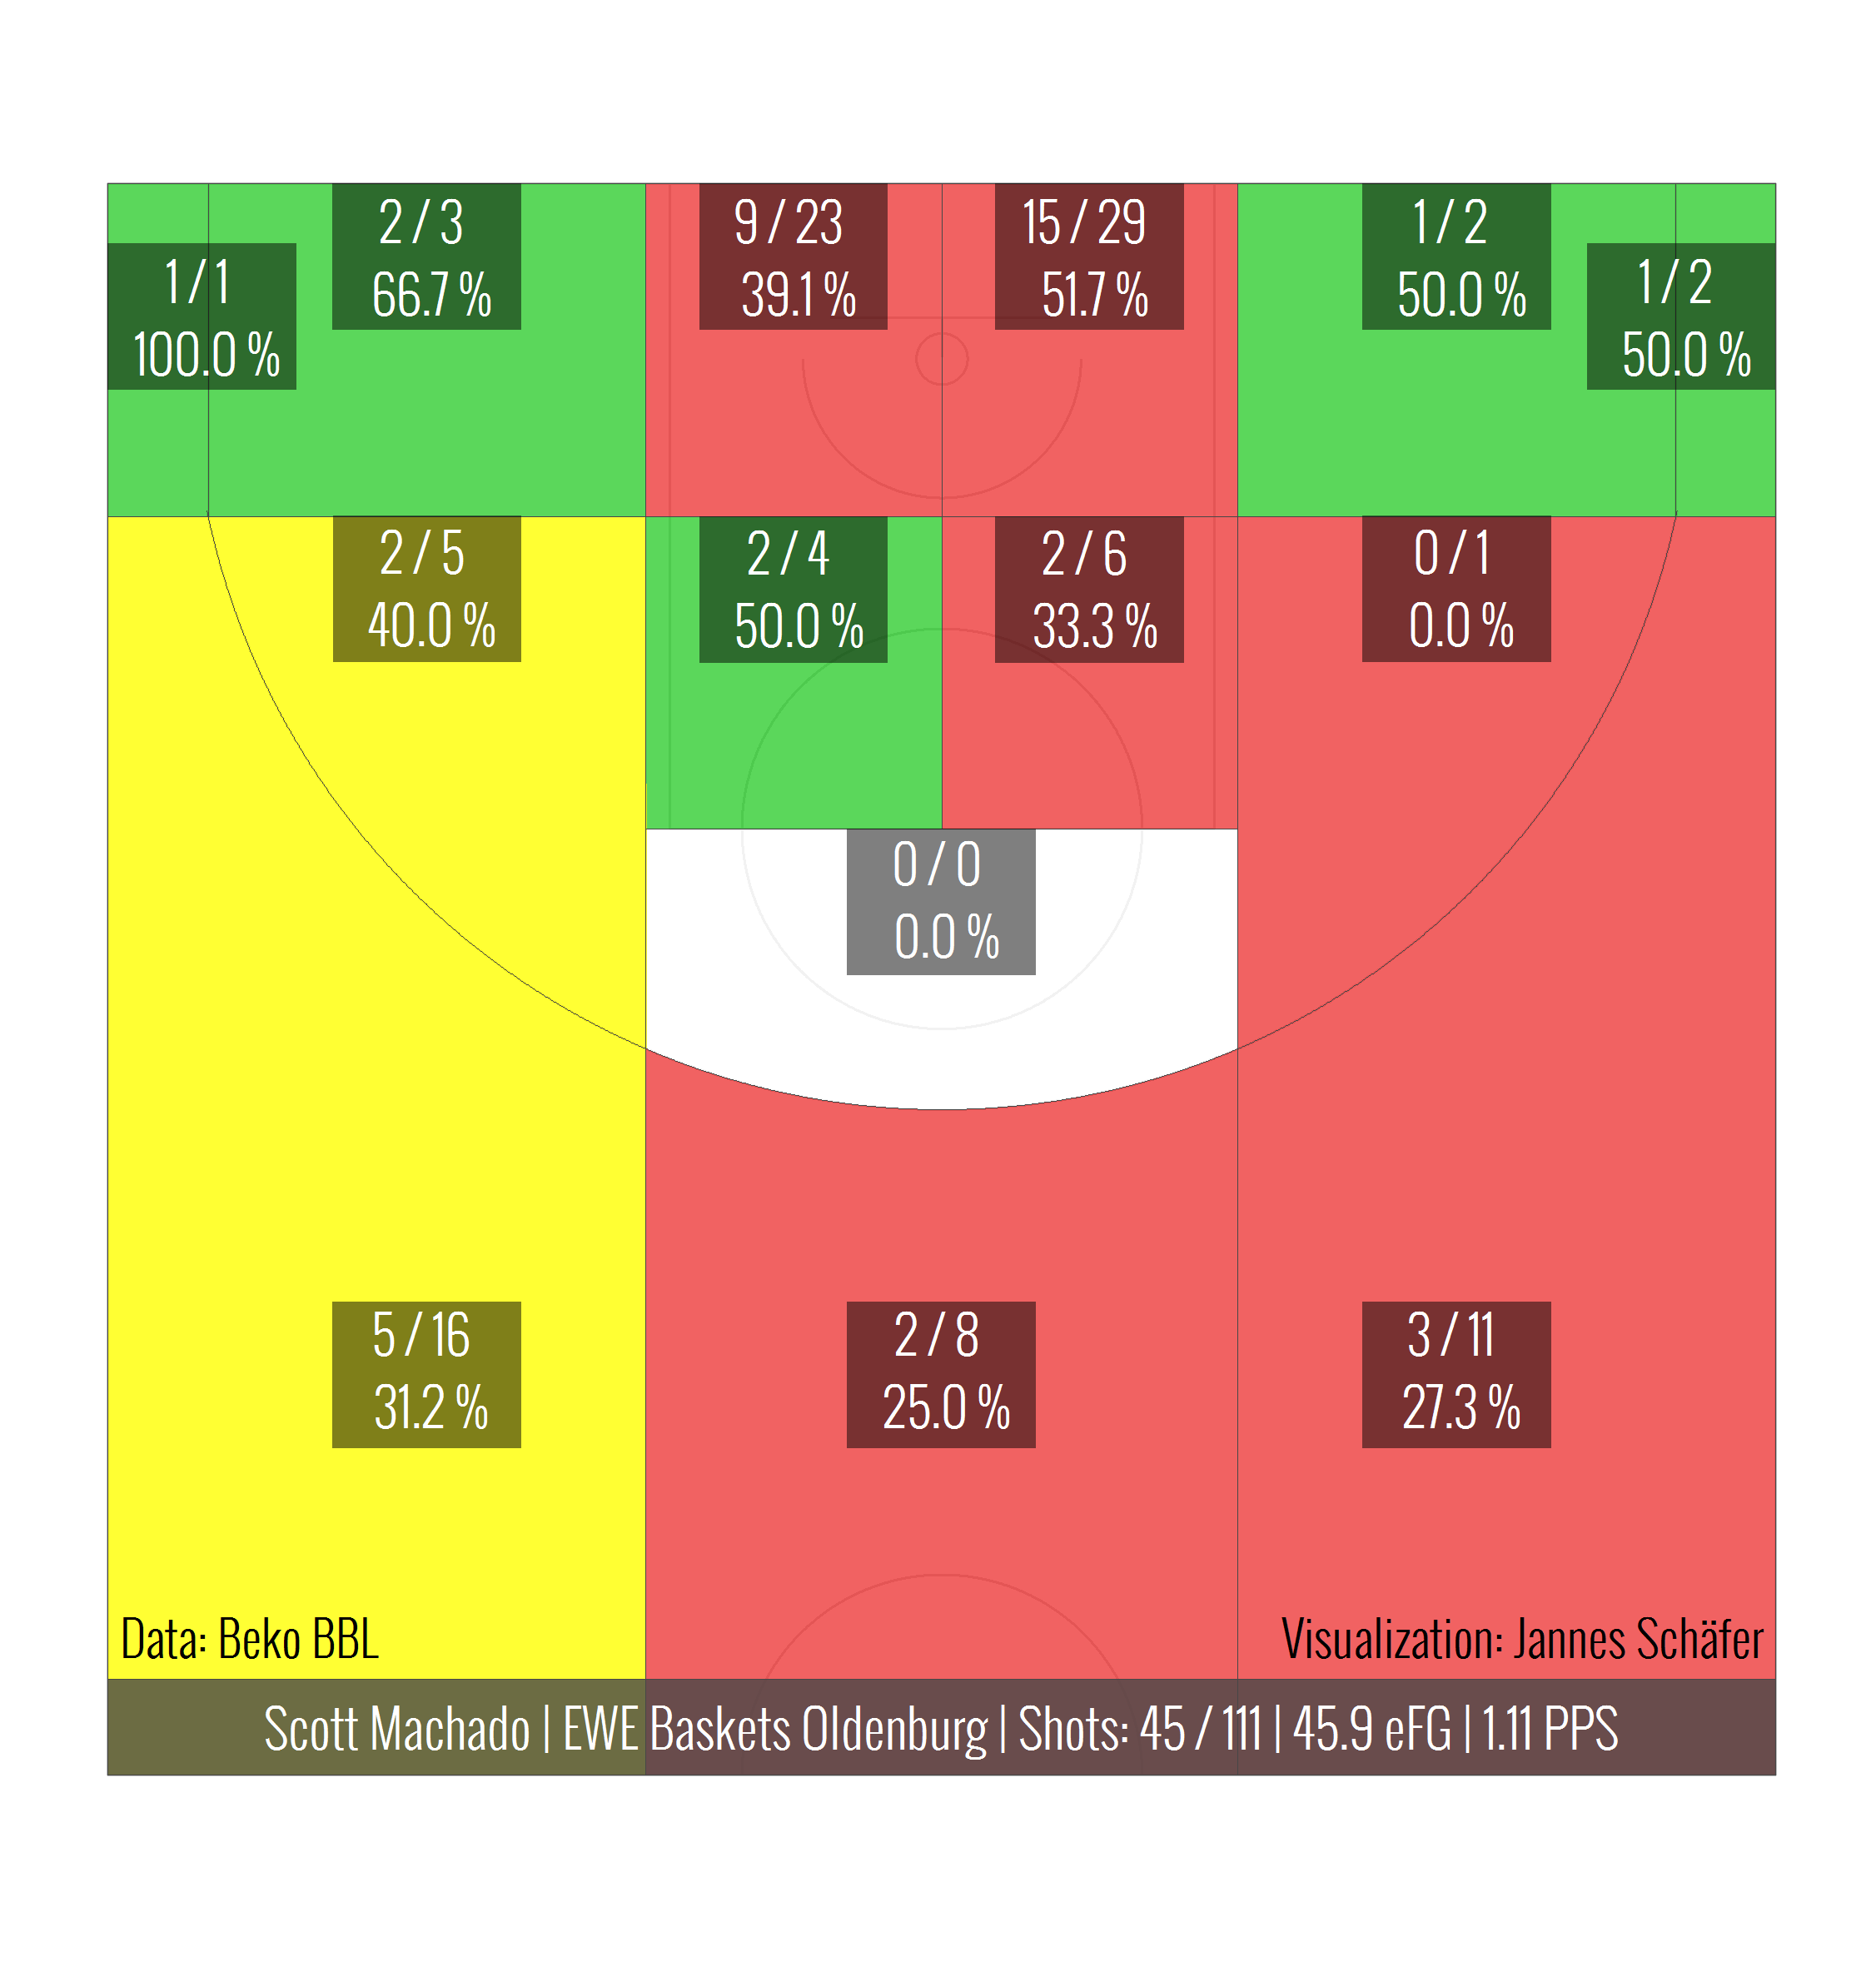 2 / 3
66.7 %
9 / 23
39.1 %
15 / 29
51.7 %
1 / 2
50.0 %
1 / 1
100.0 %
1 / 2
50.0 %
2 / 5
40.0 %
2 / 4
50.0 %
2 / 6
33.3 %
0 / 1
0.0 %
0 / 0
0.0 %
5 / 16
31.2 %
2 / 8
25.0 %
3 / 11
27.3 %
Data: Beko BBL
Visualization: Jannes Schäfer
Scott Machado | EWE Baskets Oldenburg | Shots: 45 / 111 | 45.9 eFG | 1.11 PPS